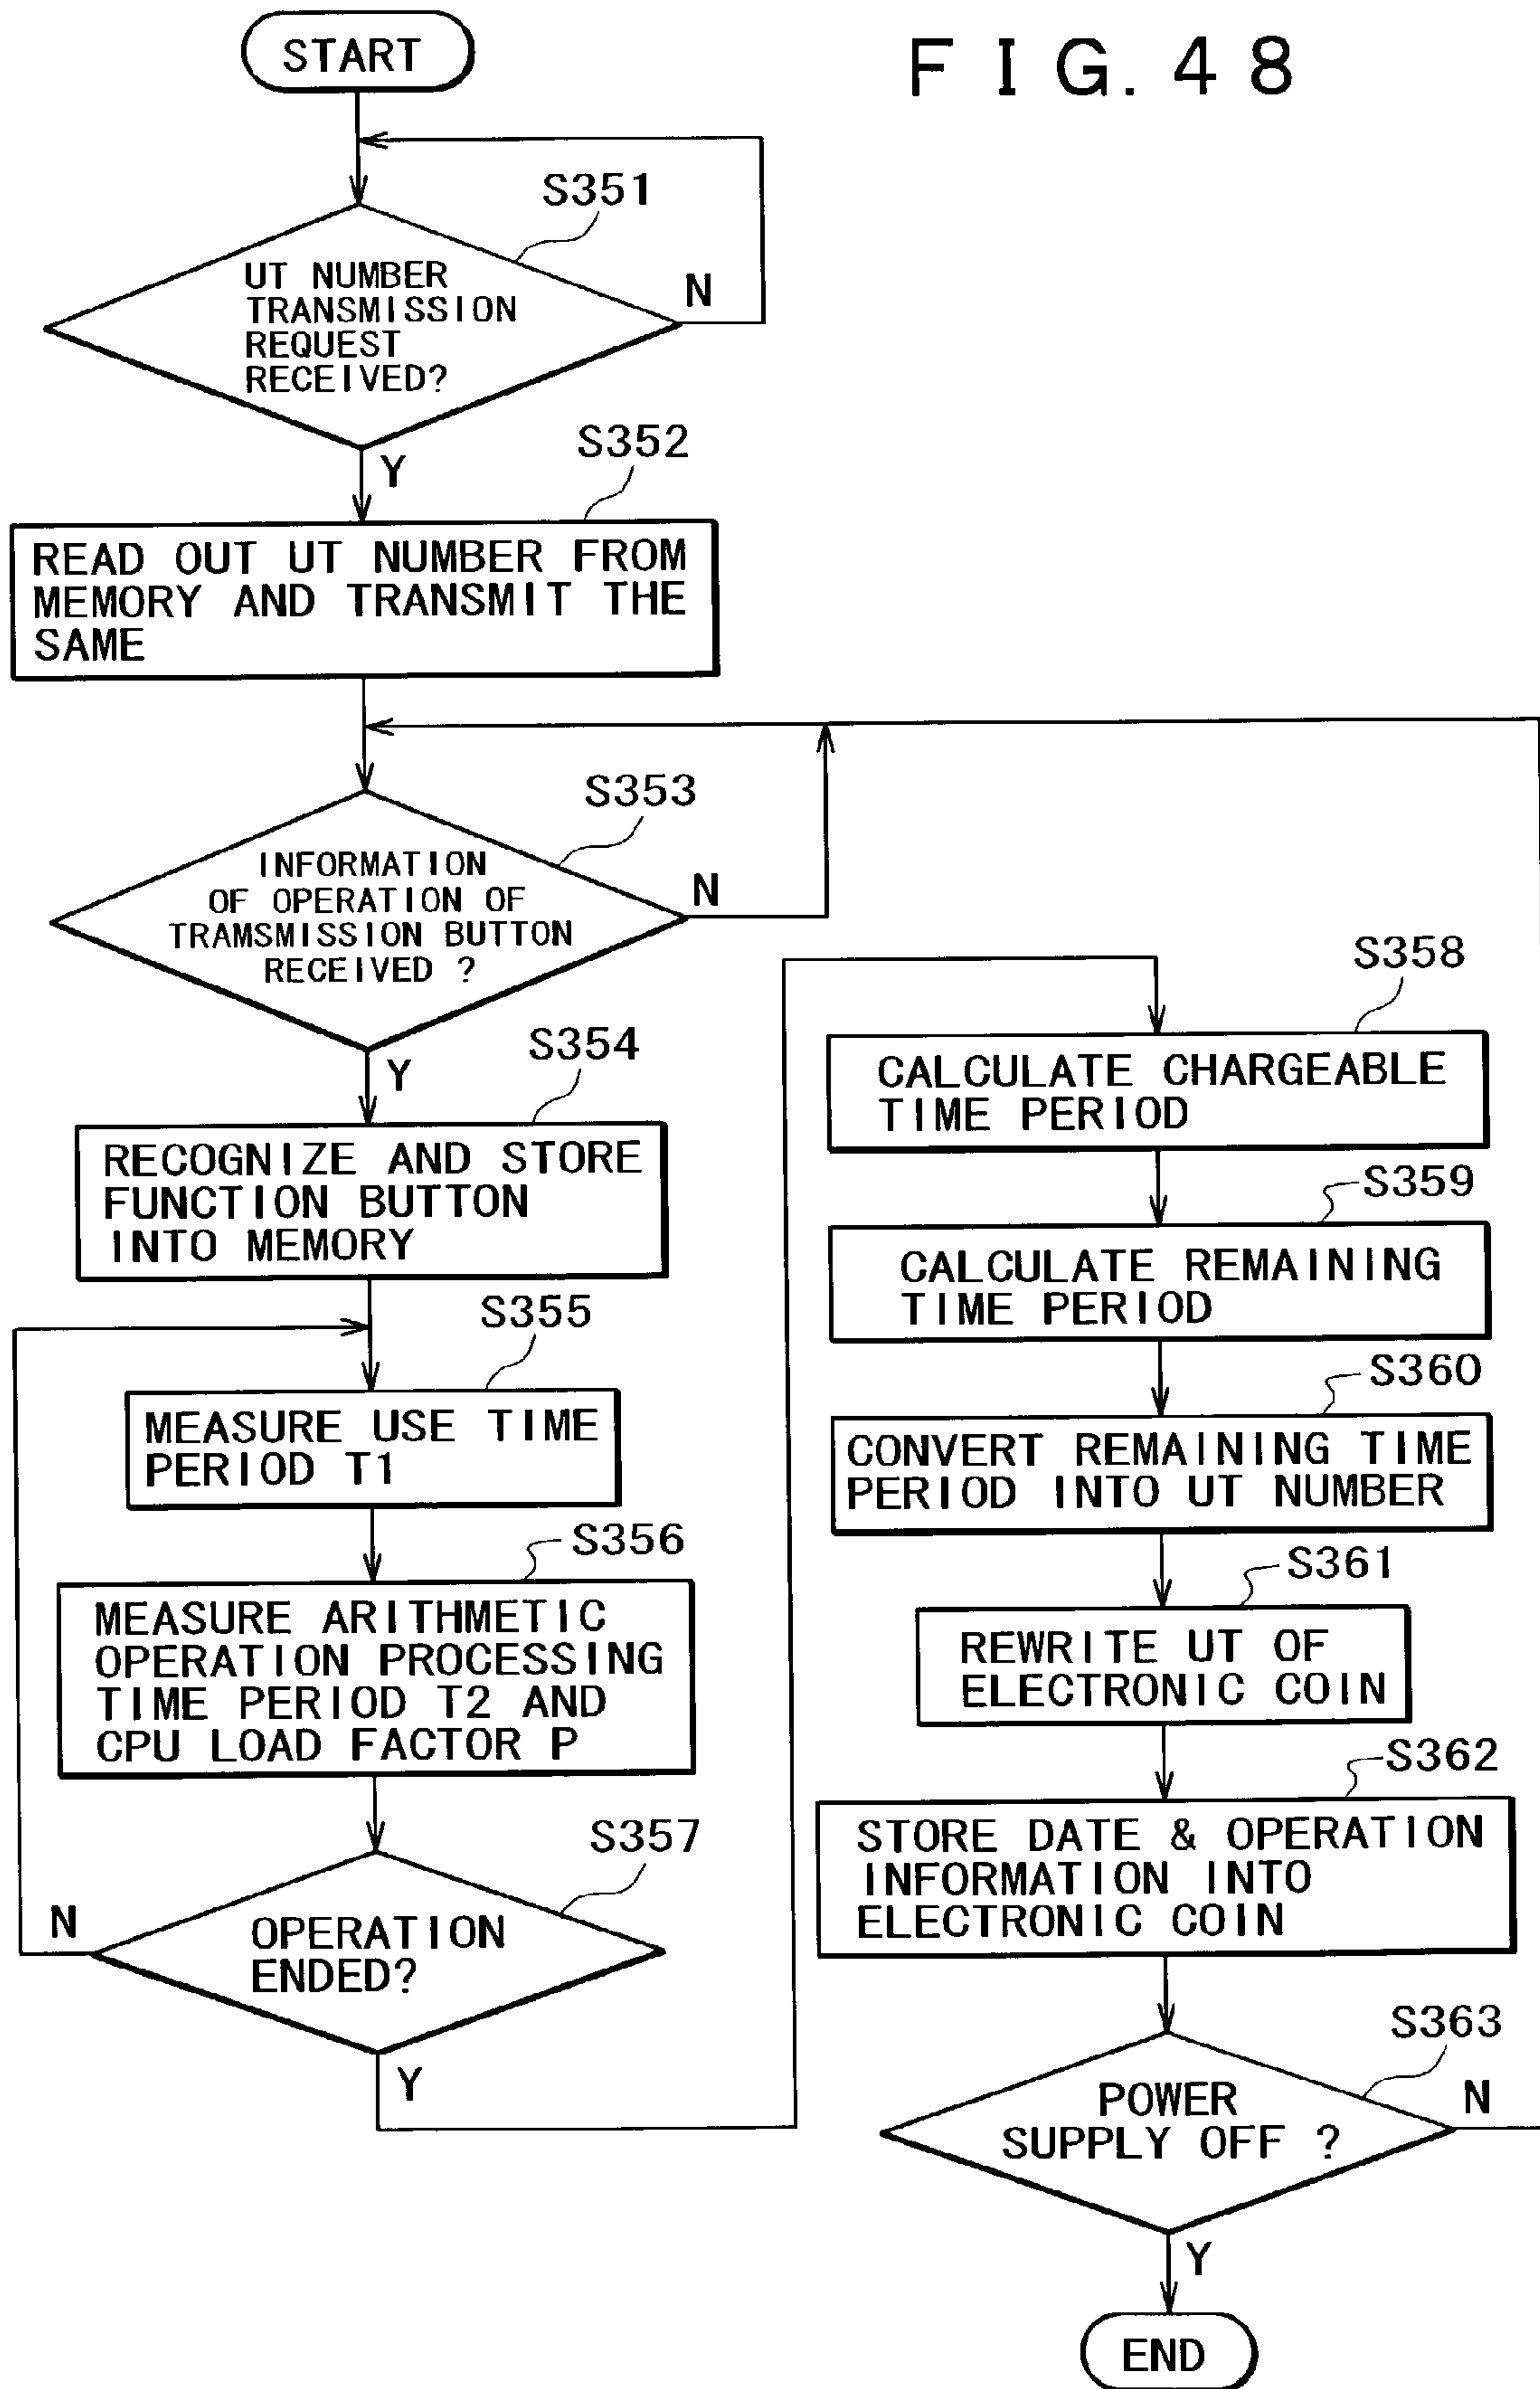 FIG. 48
START
S351
UT NUMBER
TRANSMISSION
REQUEST
RECEIVED?
N
Y
S352
READ OUT UT NUMBER FROM
MEMORY AND TRANSMIT THE
SAME
S353
INFORMATION
OF OPERATION OF
TRAMSMISSION BUTTON
RECEIVED ?
N
Y
S354
RECOGNIZE AND STORE
FUNCTION BUTTON
INTO MEMORY
S355
MEASURE USE TIME
PERIOD T1
S356
MEASURE ARITHMETIC
OPERATION PROCESSING
TIME PERIOD T2 AND
CPU LOAD FACTOR P
S357
OPERATION
ENDED?
N
Y
S358
CALCULATE CHARGEABLE
TIME PERIOD
S359
CALCULATE REMAINING
TIME PERIOD
S360
CONVERT REMAINING TIME
PERIOD INTO UT NUMBER
S361
REWRITE UT OF
ELECTRONIC COIN
S362
STORE DATE & OPERATION
INFORMATION INTO
ELECTRONIC COIN
S363
POWER
SUPPLY OFF ?
N
Y
END